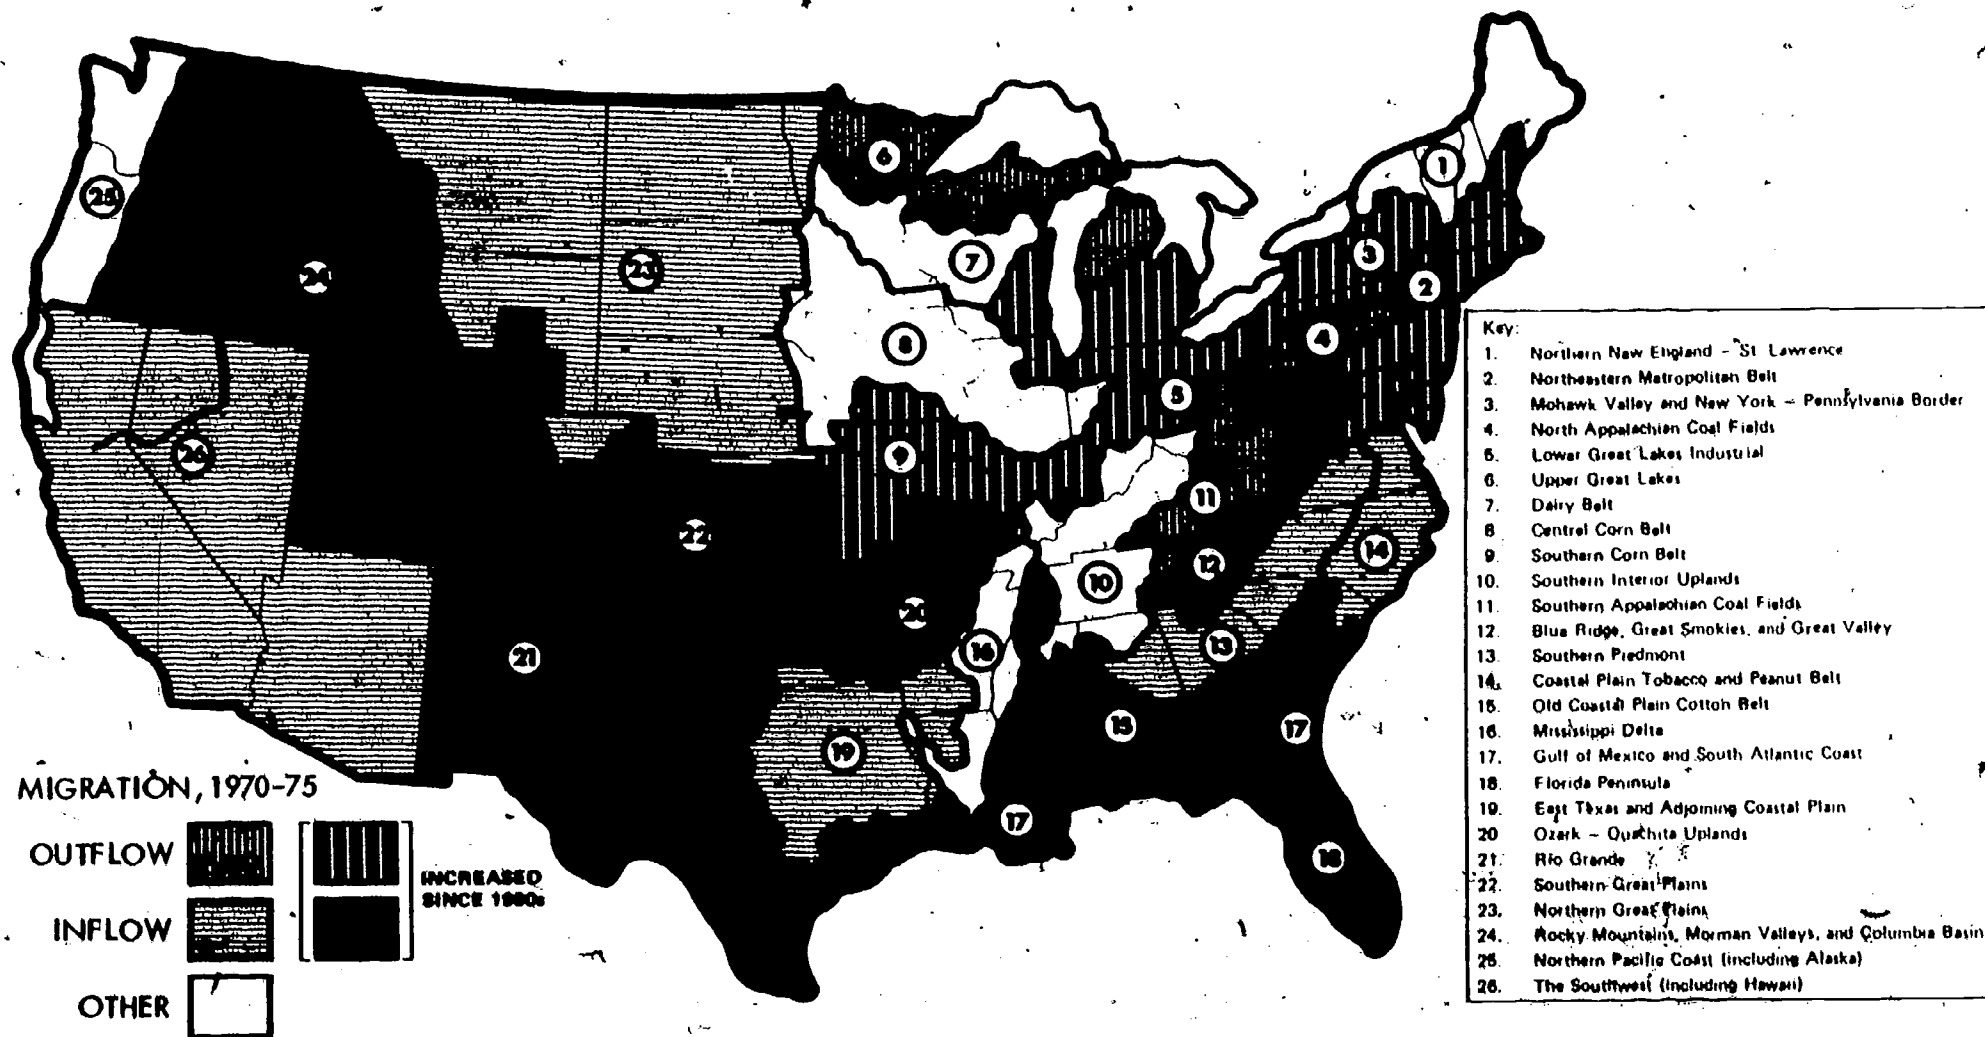 25
24
23
6
7
8
9
26
22
21
20
19
16
10
11
12
13
14
15
17
17
18
5
4
3
2
1
MIGRATION, 1970-75
OUTFLOW
INFLOW
OTHER
INCREASED
SINCE 1960s
Key:
1. Northern New England - St. Lawrence
2. Northeastern Metropolitan Belt
3. Mohawk Valley and New York - Pennsylvania Border
4. North Appalachian Coal Fields
5. Lower Great Lakes Industrial
6. Upper Great Lakes
7. Dairy Belt
8. Central Corn Belt
9. Southern Corn Belt
10. Southern Interior Uplands
11. Southern Appalachian Coal Fields
12. Blue Ridge, Great Smokies, and Great Valley
13. Southern Piedmont
14. Coastal Plain Tobacco and Peanut Belt
15. Old Coastal Plain Cotton Belt
16. Mississippi Delta
17. Gulf of Mexico and South Atlantic Coast
18. Florida Peninsula
19. East Texas and Adjoining Coastal Plain
20 Ozark - Ouachita Uplands
21. Rio Grande
22. Southern Great Plains
23. Northern Great Plains
24. Rocky Mountains, Morman Valleys, and Columbia Basin
25. Northern Pacific Coast (including Alaska)
26. The Southwest (including Hawaii)